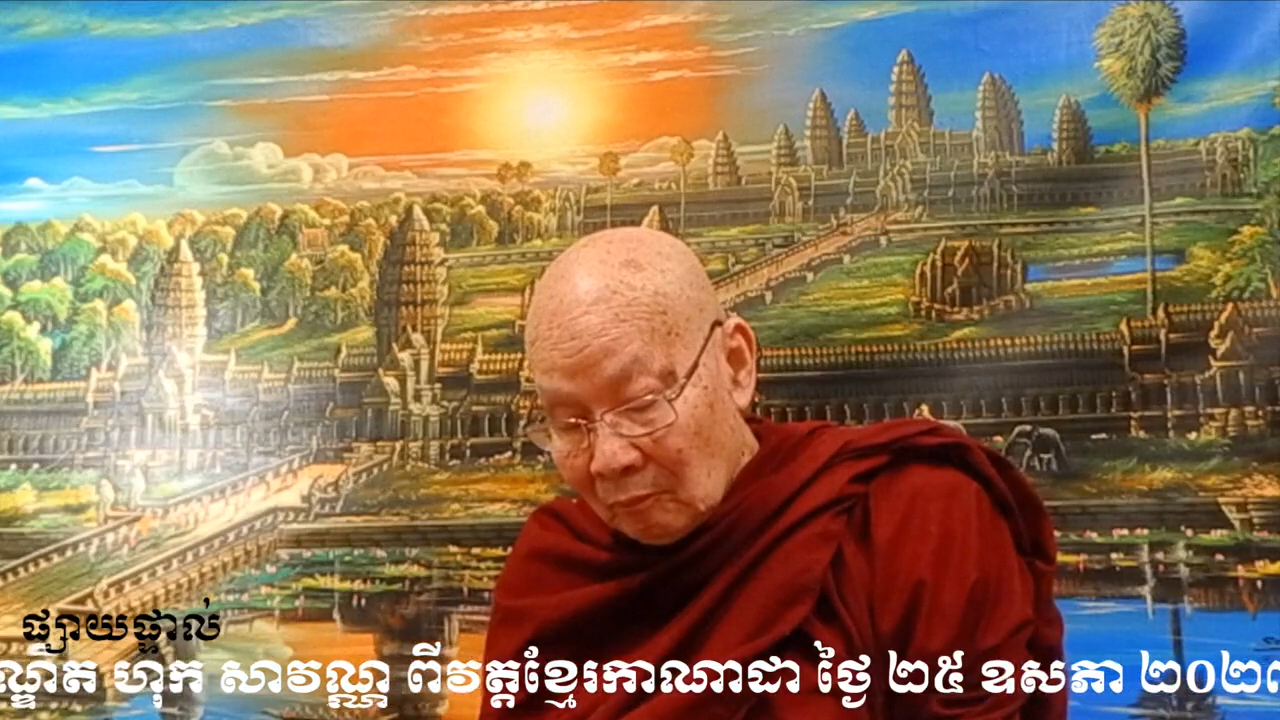 ផ្សាយផ្ទាល់
ណ្ឌិត ហុក សាវណ្ណ ពីវត្តខ្មែរកាណាដា ថ្ងៃ ២៥ ឧសភា ២០២